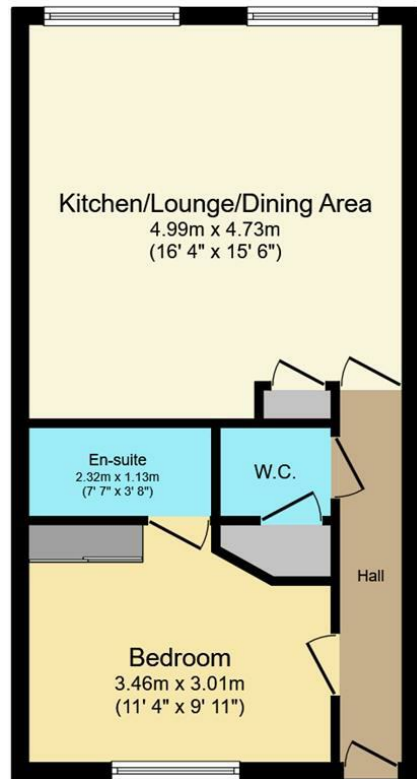 Kitchen/Lounge/Dining Area
4.99m x 4.73m
(16' 4" x 15' 6")
En-suite
2.32m x 1.13m
(7' 7" x 3' 8")
W.C.
Hall
Bedroom
3.46m x 3.01m
(11' 4" x 9' 11")